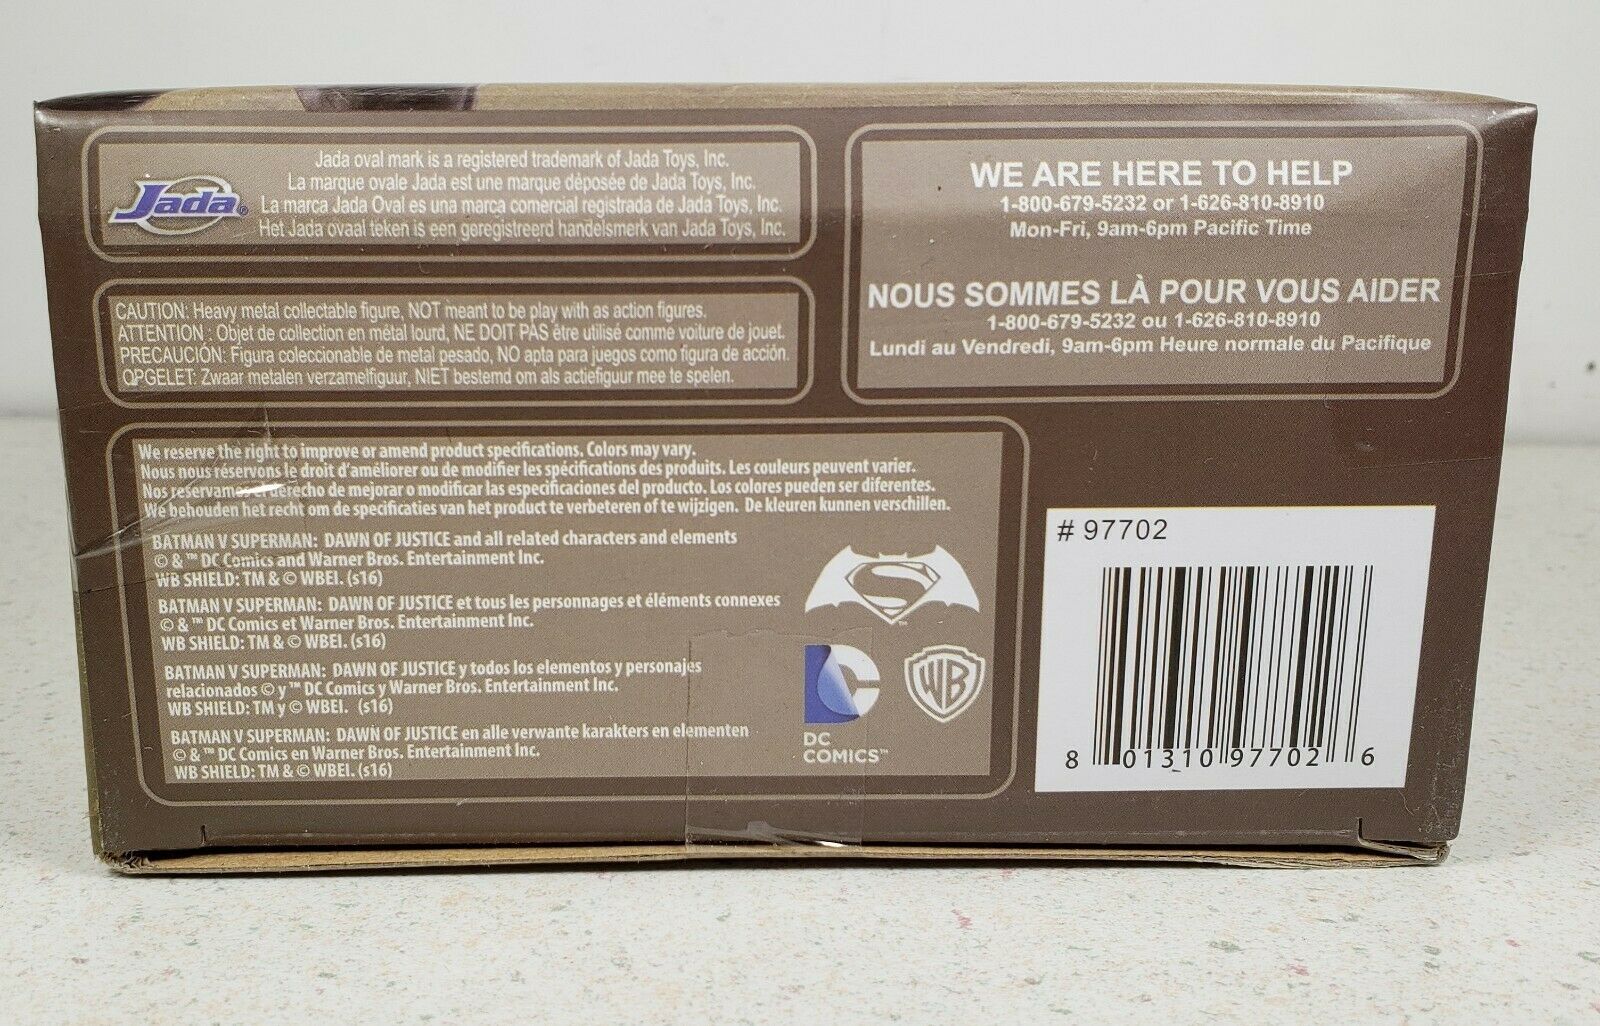 Jada®
Jada oval mark is a registered trademark of Jada Toys, Inc.
La marque ovale Jada est une marque déposée de Jada Toys, Inc.
La marca Jada Oval es una marca comercial registrada de Jada Toys, Inc.
Het Jada ovaal teken is een geregistreerd handelsmerk van Jada Toys, Inc.
CAUTION: Heavy metal collectable figure, NOT meant to be play with as action figures.
ATTENTION : Objet de collection en métal lourd, NE DOIT PAS être utilisé comme voiture de jouet.
PRECAUCIÓN: Figura coleccionable de metal pesado, NO apta para juegos como figura de acción.
OPGELET: Zwaar metalen verzamelfiguur, NIET bestemd om als actiefiguur mee te spelen.
WE ARE HERE TO HELP
1-800-679-5232 or 1-626-810-8910
Mon-Fri, 9am-6pm Pacific Time
NOUS SOMMES LÀ POUR VOUS AIDER
1-800-679-5232 ou 1-626-810-8910
Lundi au Vendredi, 9am-6pm Heure normale du Pacifique
We reserve the right to improve or amend product specifications. Colors may vary.
Nous nous réservons le droit d'améliorer ou de modifier les spécifications des produits. Les couleurs peuvent varier.
Nos reservamos el derecho de mejorar o modificar las especificaciones del producto. Los colores pueden ser diferentes.
We behouden het recht om de specificaties van het product te verbeteren of te wijzigen. De kleuren kunnen verschillen.
BATMAN V SUPERMAN: DAWN OF JUSTICE and all related characters and elements
© & ™ DC Comics and Warner Bros. Entertainment Inc.
WB SHIELD: TM & © WBEI. (s16)
BATMAN V SUPERMAN: DAWN OF JUSTICE et tous les personnages et éléments connexes
© & ™ DC Comics et Warner Bros. Entertainment Inc.
WB SHIELD: TM & © WBEI. (s16)
BATMAN V SUPERMAN: DAWN OF JUSTICE y todos los elementos y personajes
relacionados © y ™ DC Comics y Warner Bros. Entertainment Inc.
WB SHIELD: TM y © WBEI. (s16)
BATMAN V SUPERMAN: DAWN OF JUSTICE en alle verwante karakters en elementen
© & ™ DC Comics en Warner Bros. Entertainment Inc.
WB SHIELD: TM & © WBEI. (s16)
S™
DC
WB
DC
COMICS™
# 97702
8 01310 97702 6